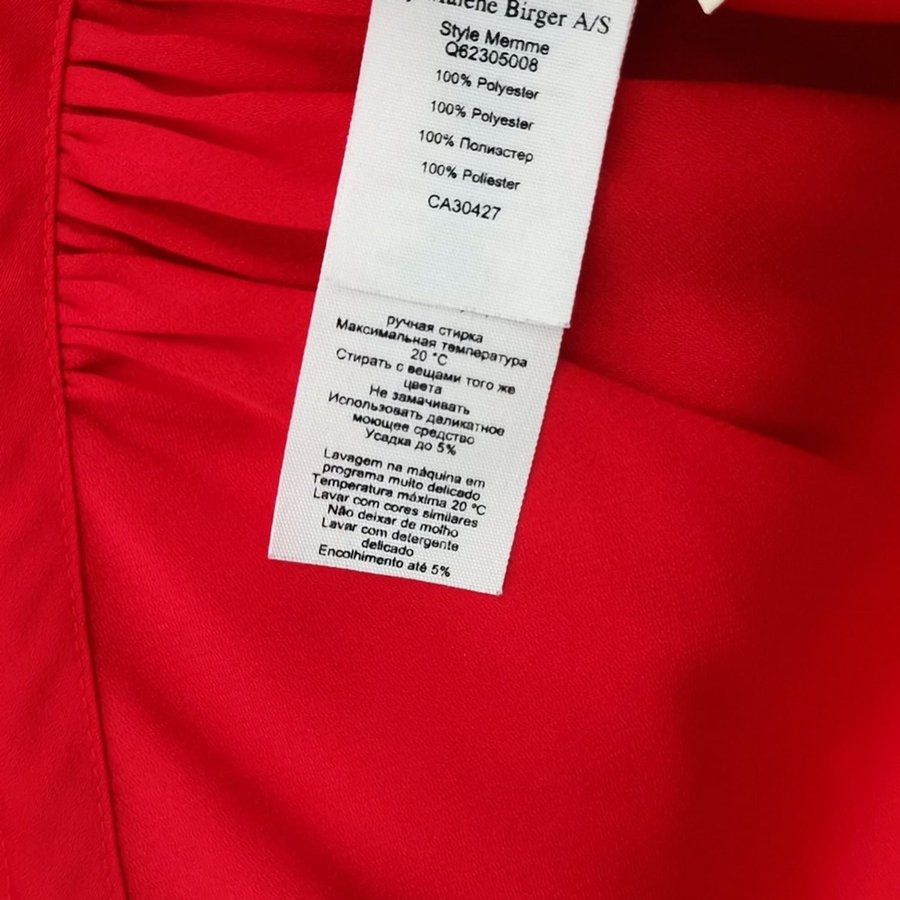 Malene Birger A/S
Style Memme
Q62305008
100% Polyester
100% Polyester
100% Полиэстер
100% Poliester
CA30427
ручная стирка
Максимальная температура
20 °C
Стирать с вещами того же
цвета
Не замачивать
Использовать деликатное
моющее средство
Усадка до 5%
Lavagem na máquina em
programa muito delicado
Temperatura máxima 20 °C
Lavar com cores similares
Não deixar de molho
Lavar com detergente
delicado
Encolhimento até 5%